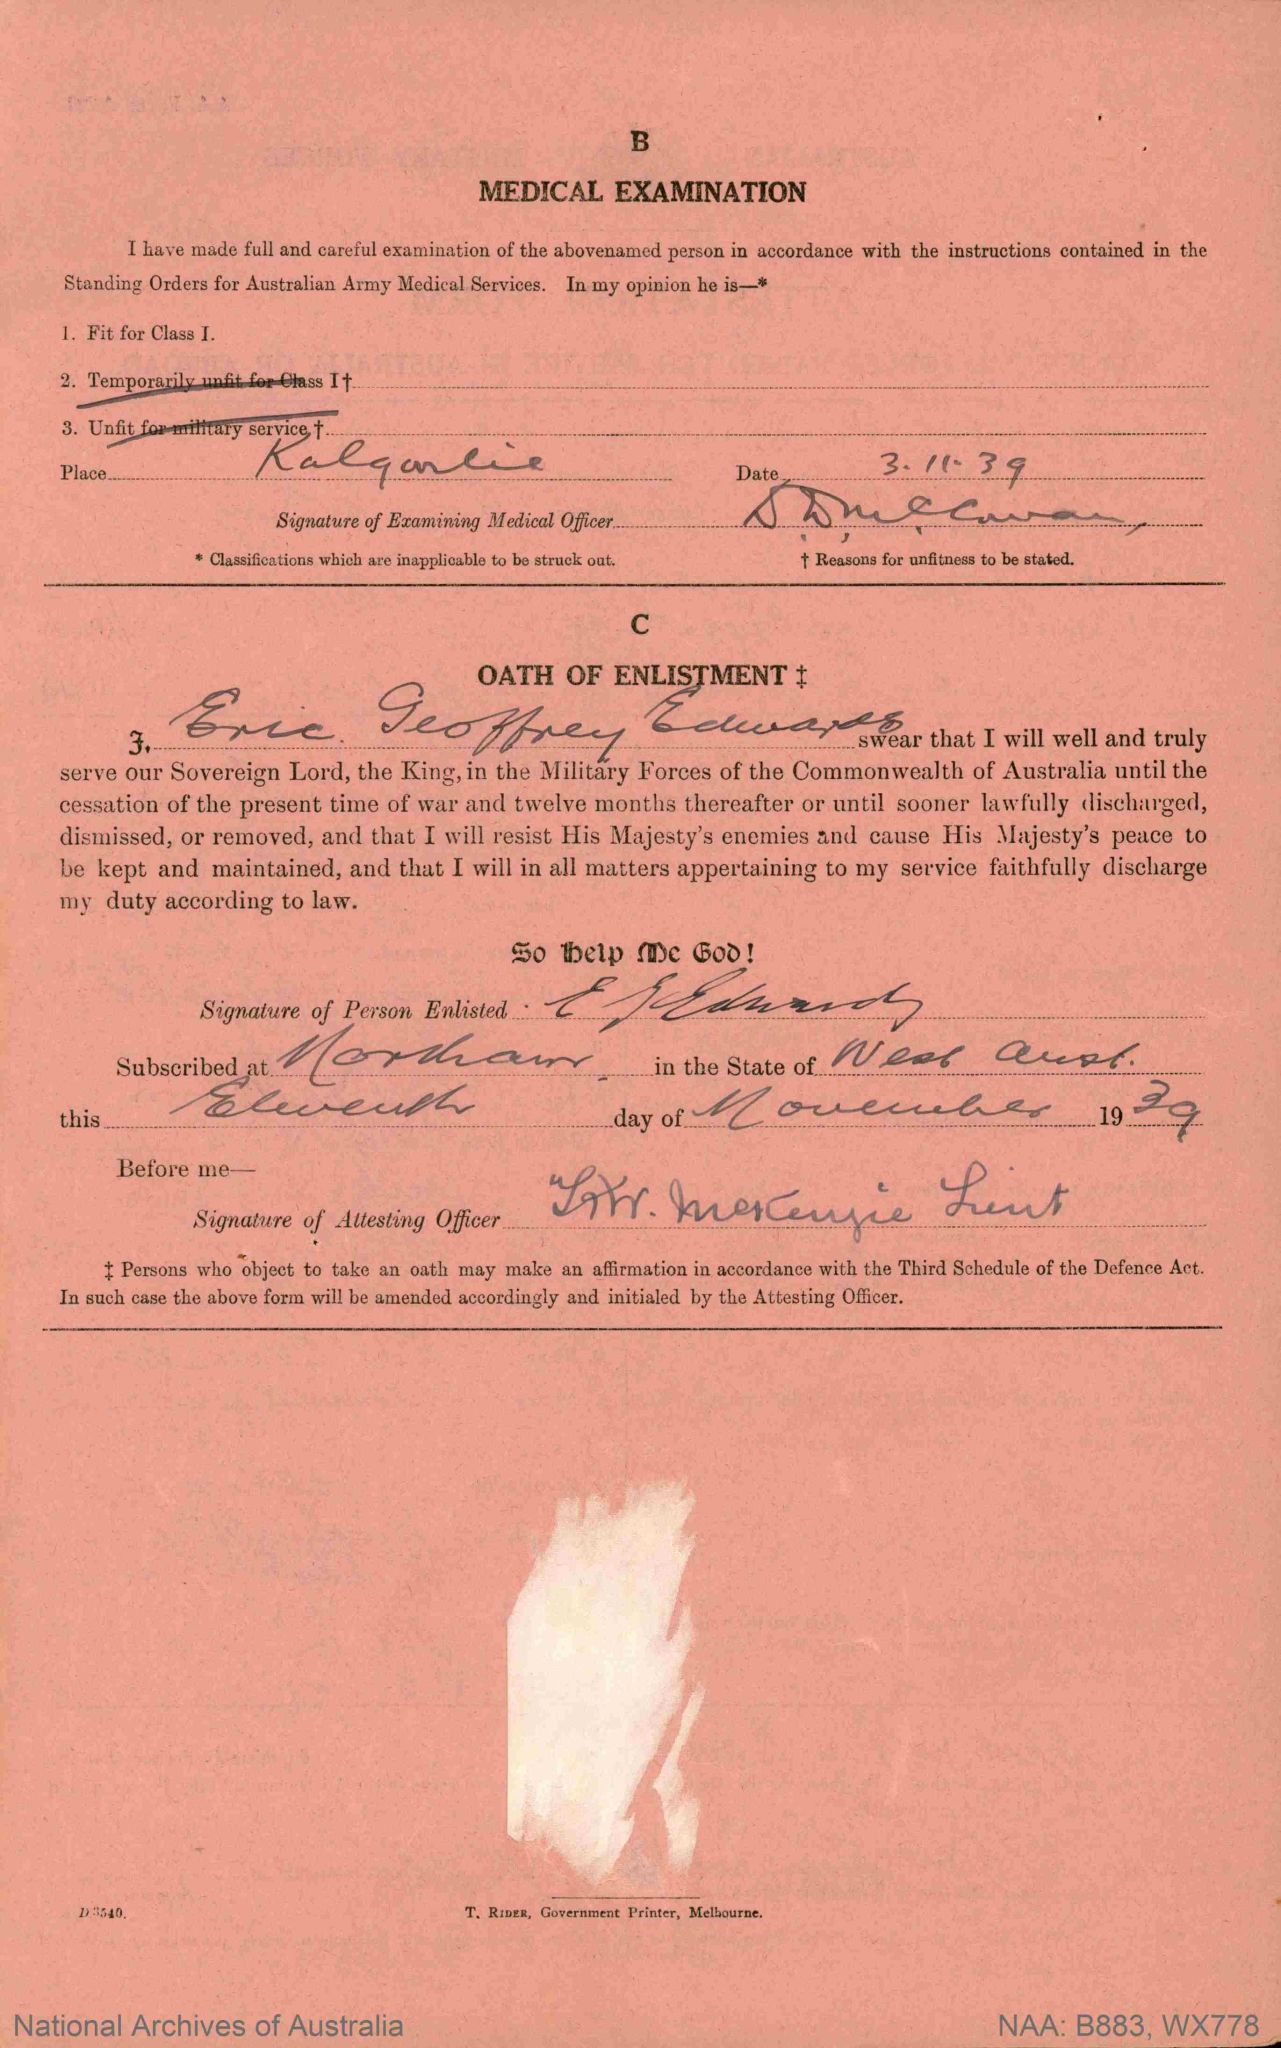 B
MEDICAL EXAMINATION
I have made full and careful examination of the abovenamed person in accordance with the instructions contained in the
Standing Orders for Australian Army Medical Services. In my opinion he is—*
1. Fit for Class I.
2. Temporarily unfit for Class I †
3. Unfit for military service, †
Place Kalgoorlie Date 3.11.39
Signature of Examining Medical Officer
* Classifications which are inapplicable to be struck out. † Reasons for unfitness to be stated.
C
OATH OF ENLISTMENT ‡
I, Eric Geoffrey Edwards swear that I will well and truly
serve our Sovereign Lord, the King, in the Military Forces of the Commonwealth of Australia until the
cessation of the present time of war and twelve months thereafter or until sooner lawfully discharged,
dismissed, or removed, and that I will resist His Majesty's enemies and cause His Majesty's peace to
be kept and maintained, and that I will in all matters appertaining to my service faithfully discharge
my duty according to law.
So Help Me God!
Signature of Person Enlisted E G Edwards
Subscribed at Northam in the State of West Aust.
this Eleventh day of November 1939
Before me—
Signature of Attesting Officer McKenzie Lieut
‡ Persons who object to take an oath may make an affirmation in accordance with the Third Schedule of the Defence Act.
In such case the above form will be amended accordingly and initialed by the Attesting Officer.
D 3540.
T. RIDER, Government Printer, Melbourne.
National Archives of Australia
NAA: B883, WX778